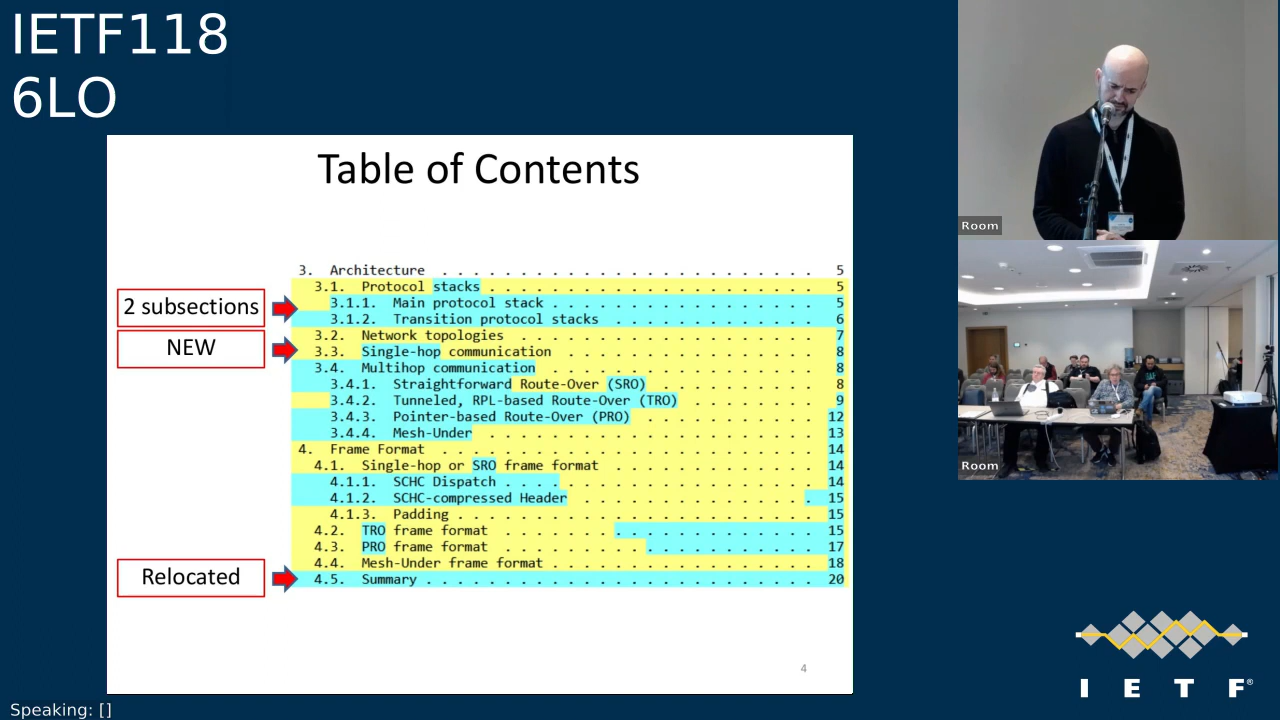 IETF118
6LO
Table of Contents
3. Architecture . . . . . . . . . . . . . . . . . . . . . . . . 5
3.1. Protocol stacks . . . . . . . . . . . . . . . . . . . . . 5
2 subsections
3.1.1. Main protocol stack . . . . . . . . . . . . . . . . . 5
3.1.2. Transition protocol stacks . . . . . . . . . . . . . 6
3.2. Network topologies . . . . . . . . . . . . . . . . . . . . 7
NEW
3.3. Single-hop communication . . . . . . . . . . . . . . . . . 8
3.4. Multihop communication . . . . . . . . . . . . . . . . . . 8
3.4.1. Straightforward Route-Over (SRO) . . . . . . . . . . 8
3.4.2. Tunneled, RPL-based Route-Over (TRO) . . . . . . . . 9
3.4.3. Pointer-based Route-Over (PRO) . . . . . . . . . . . 12
3.4.4. Mesh-Under . . . . . . . . . . . . . . . . . . . . . 13
4. Frame Format . . . . . . . . . . . . . . . . . . . . . . . . 14
4.1. Single-hop or SRO frame format . . . . . . . . . . . . . 14
4.1.1. SCHC Dispatch . . . . . . . . . . . . . . . . . . . . 14
4.1.2. SCHC-compressed Header . . . . . . . . . . . . . . . . 15
4.1.3. Padding . . . . . . . . . . . . . . . . . . . . . . . 15
4.2. TRO frame format . . . . . . . . . . . . . . . . . . . . 15
4.3. PRO frame format . . . . . . . . . . . . . . . . . . . . 17
4.4. Mesh-Under frame format . . . . . . . . . . . . . . . . . 18
Relocated
4.5. Summary . . . . . . . . . . . . . . . . . . . . . . . . . 20
4
Room
Room
I E T F®
Speaking: []